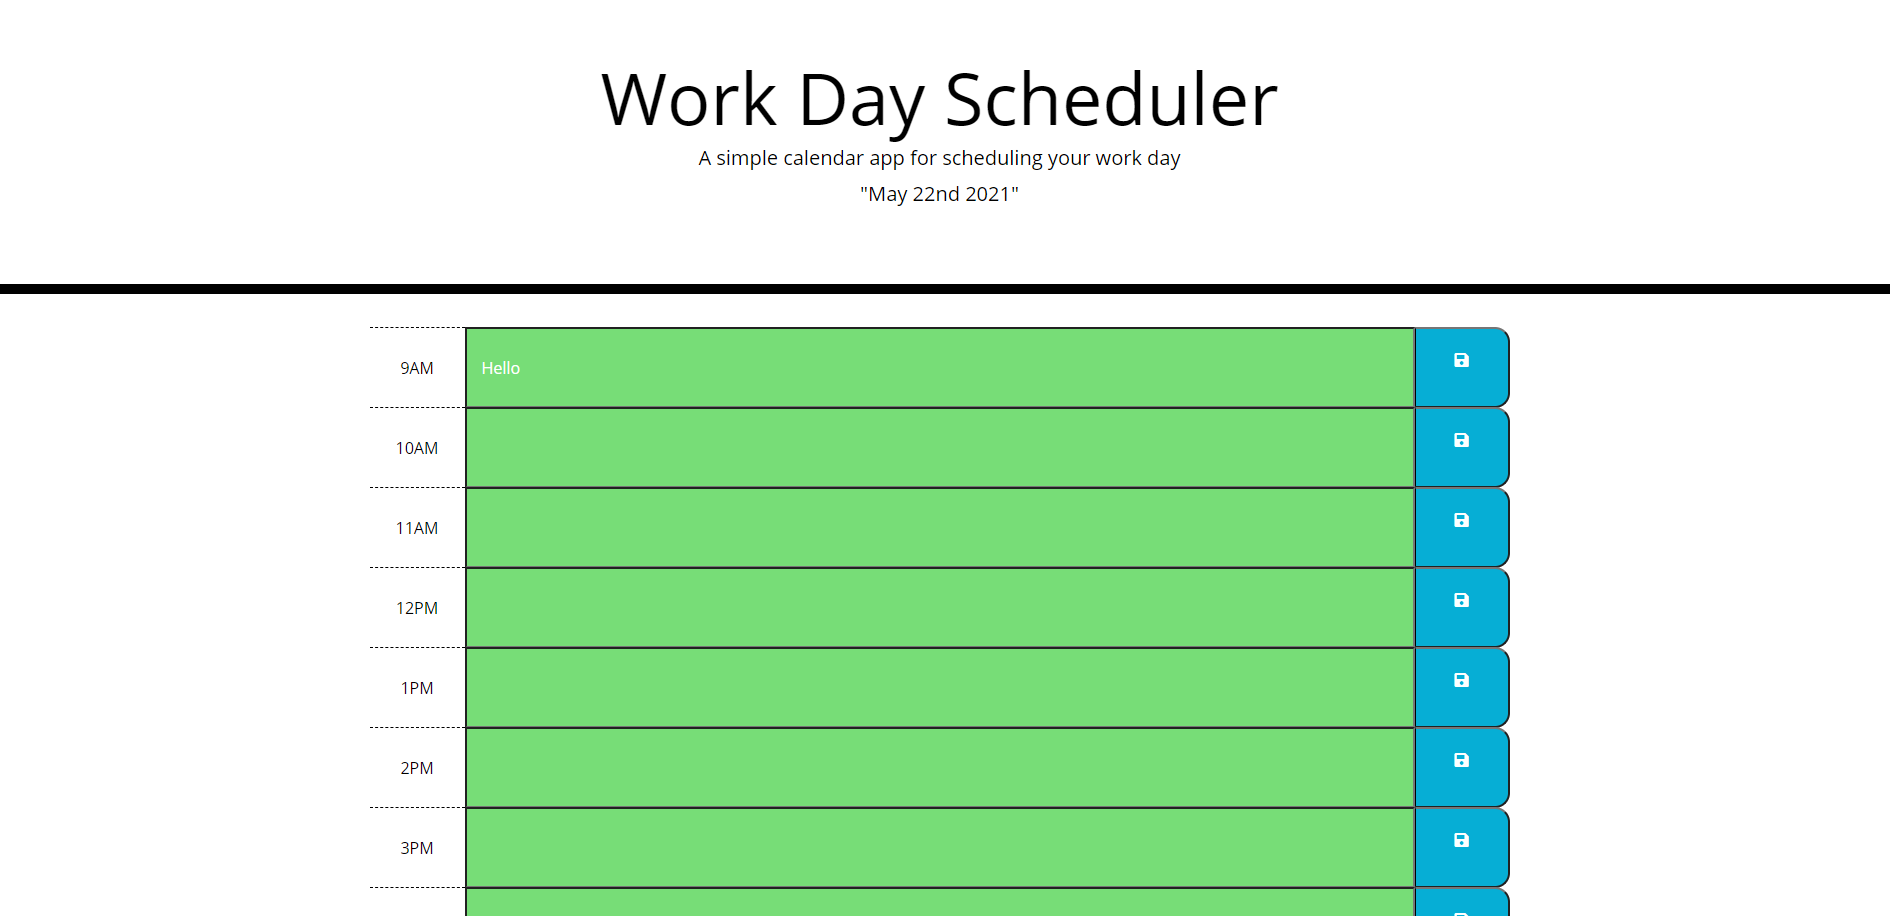 Work Day Scheduler
A simple calendar app for scheduling your work day
"May 22nd 2021"
9AM
Hello
10AM
11AM
12PM
1PM
2PM
3PM